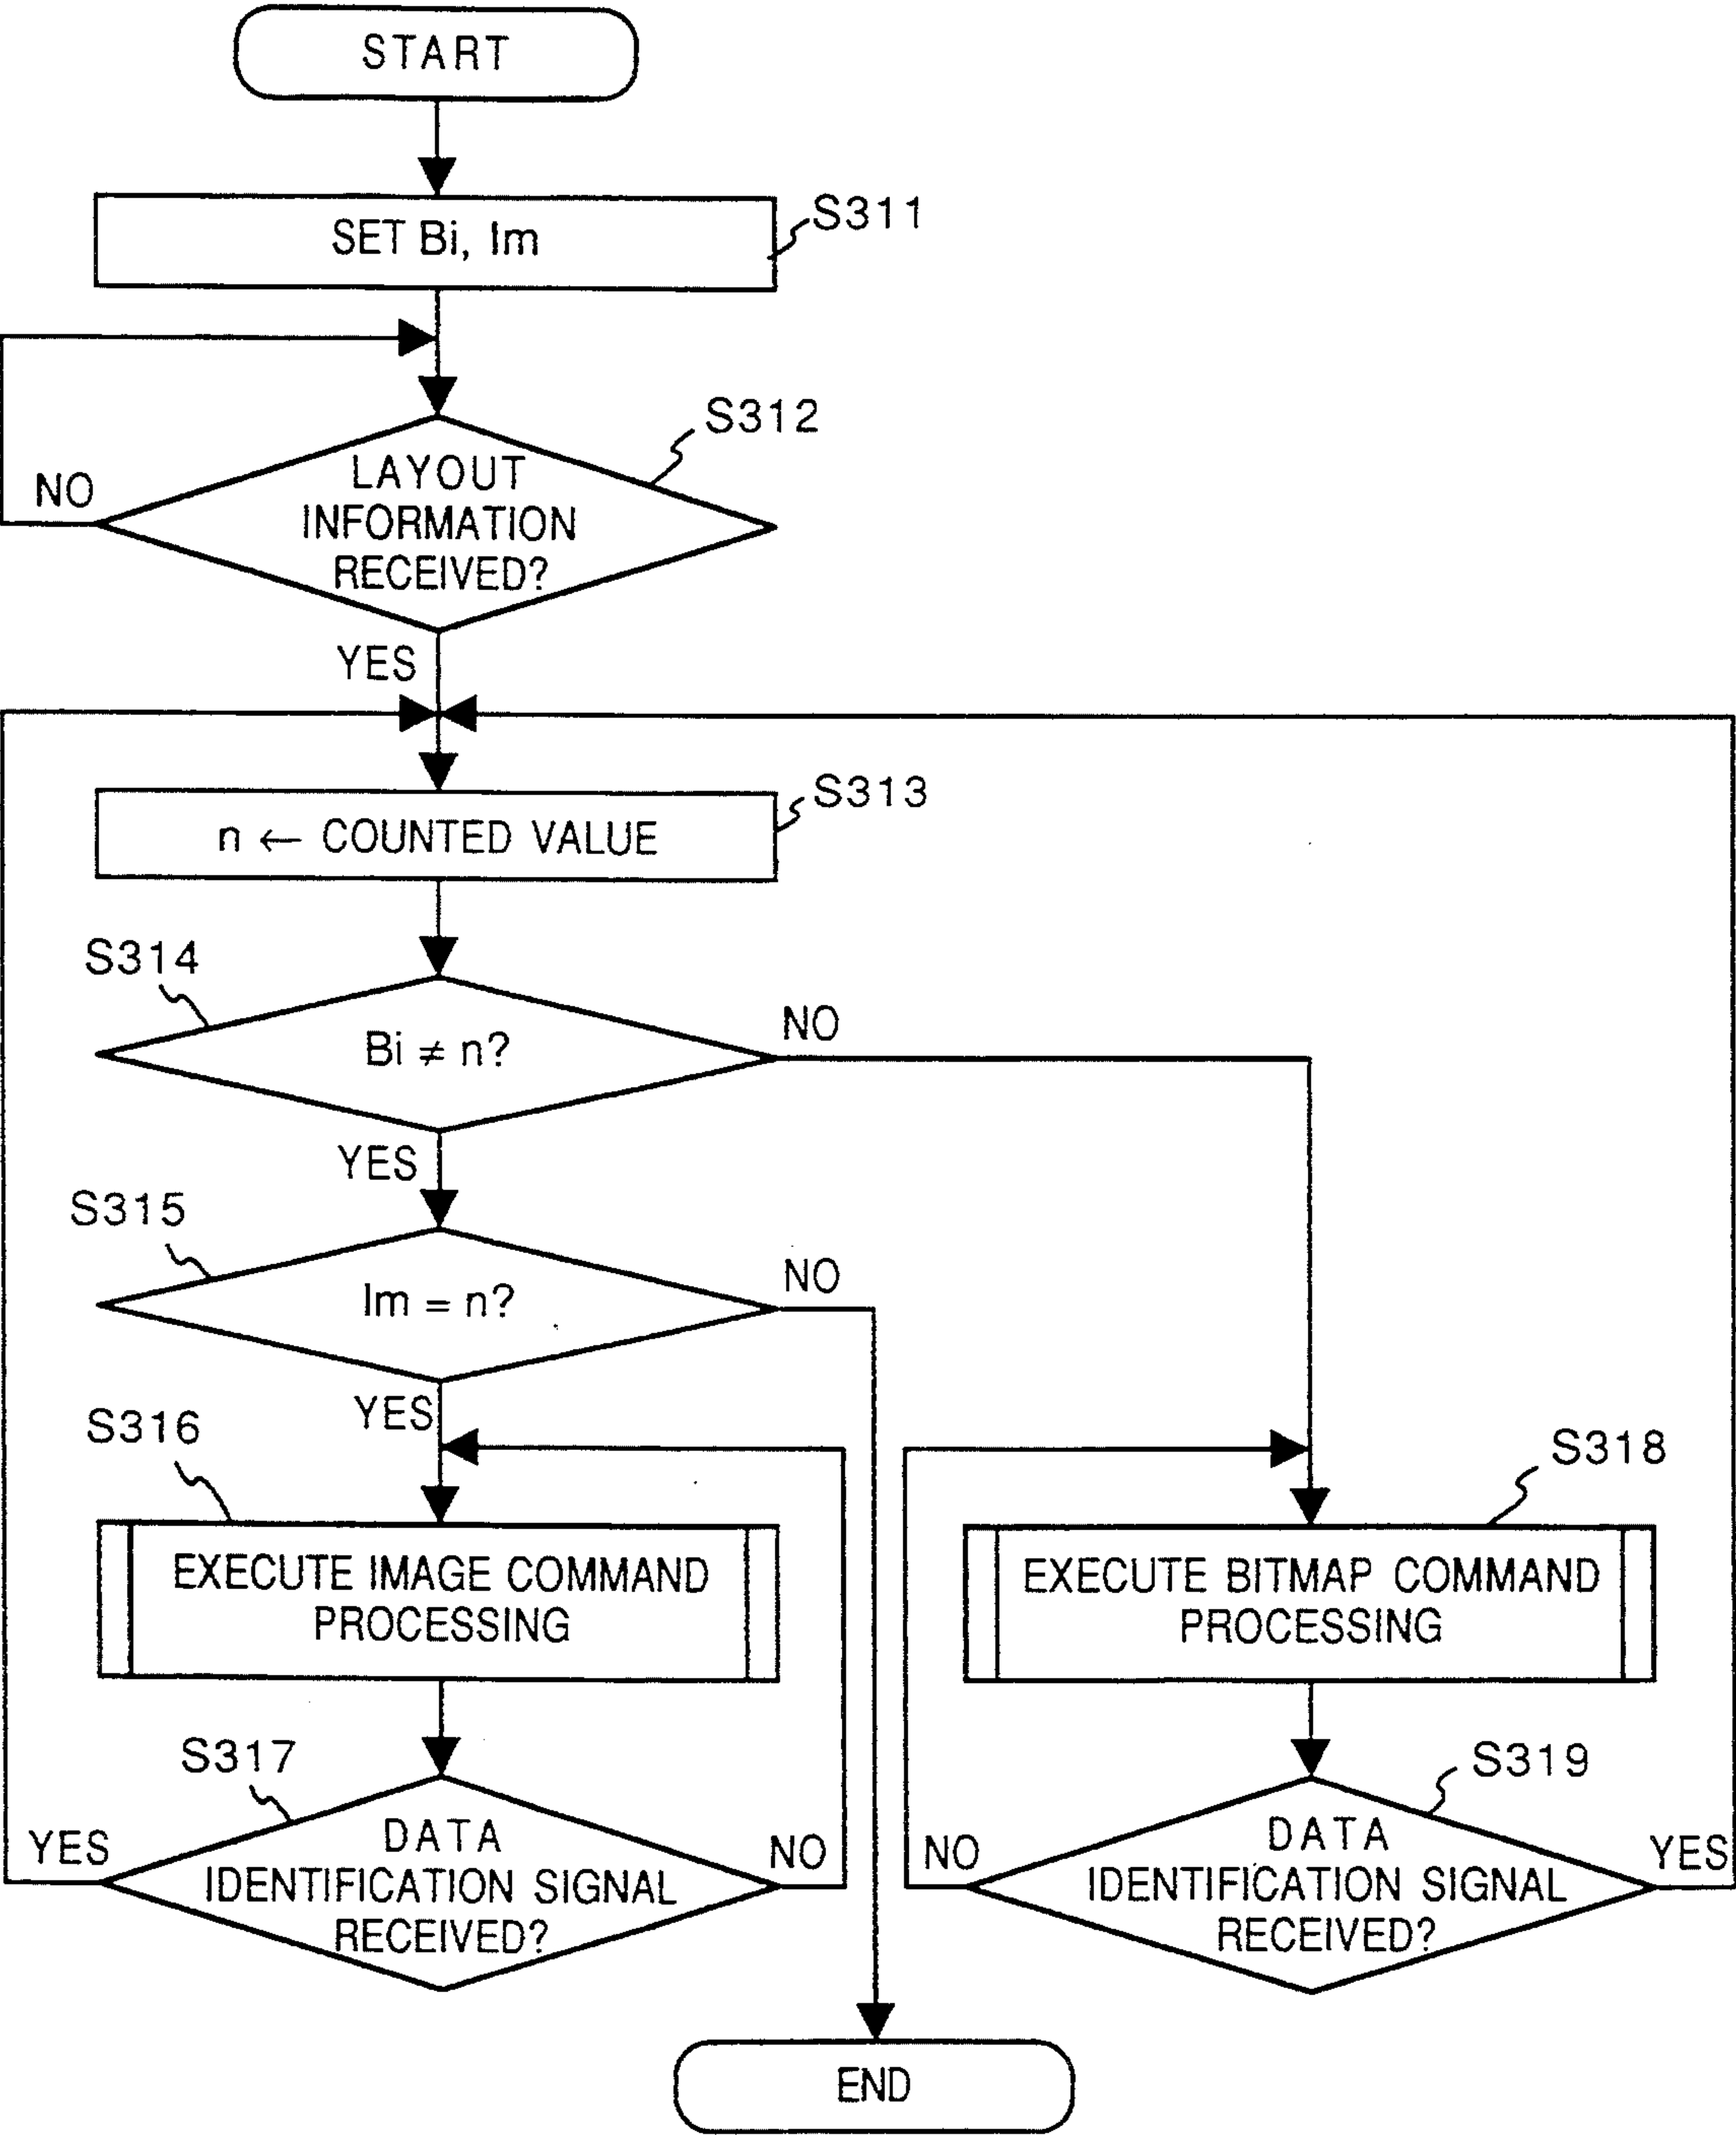 START
SET Bi, Im
S311
S312
LAYOUT
INFORMATION
RECEIVED?
NO
YES
S313
n ← COUNTED VALUE
S314
Bi ≠ n?
NO
YES
S315
Im = n?
NO
YES
S316
EXECUTE IMAGE COMMAND
PROCESSING
S318
EXECUTE BITMAP COMMAND
PROCESSING
S317
DATA
IDENTIFICATION SIGNAL
RECEIVED?
YES
NO
S319
DATA
IDENTIFICATION SIGNAL
RECEIVED?
NO
YES
END